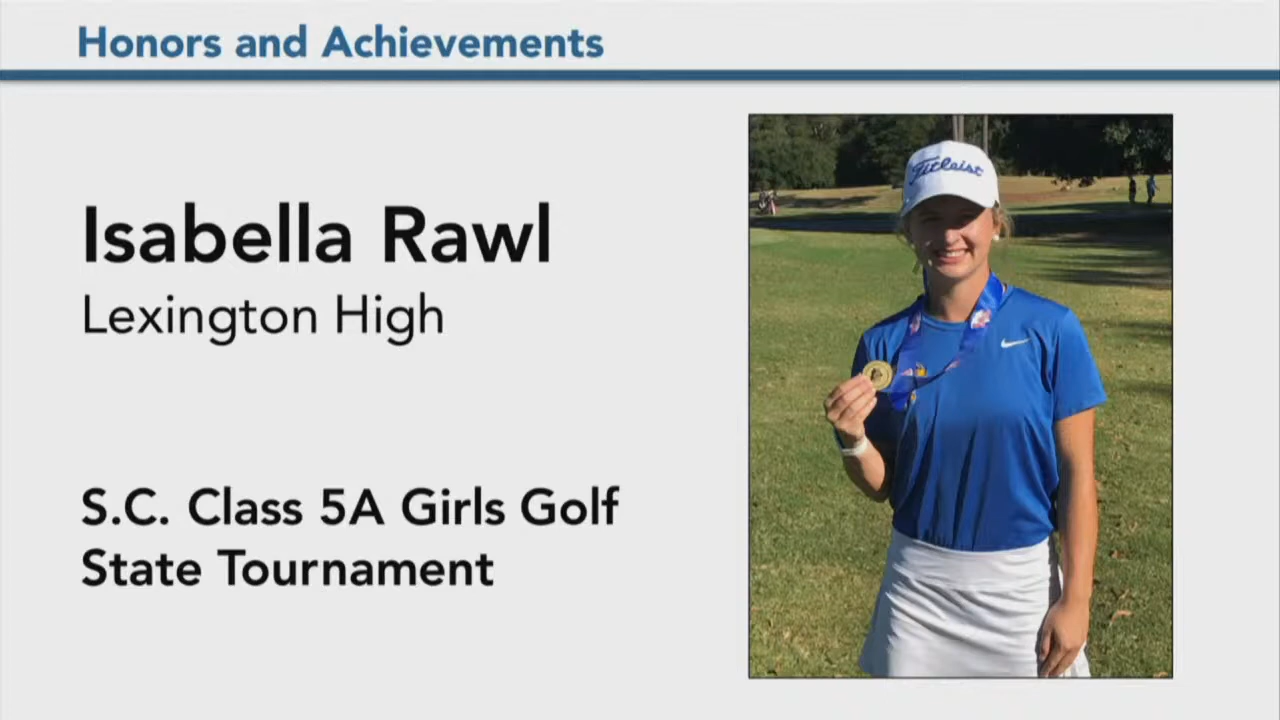 Honors and Achievements
Isabella Rawl
Lexington High
S.C. Class 5A Girls Golf
State Tournament
Titleist